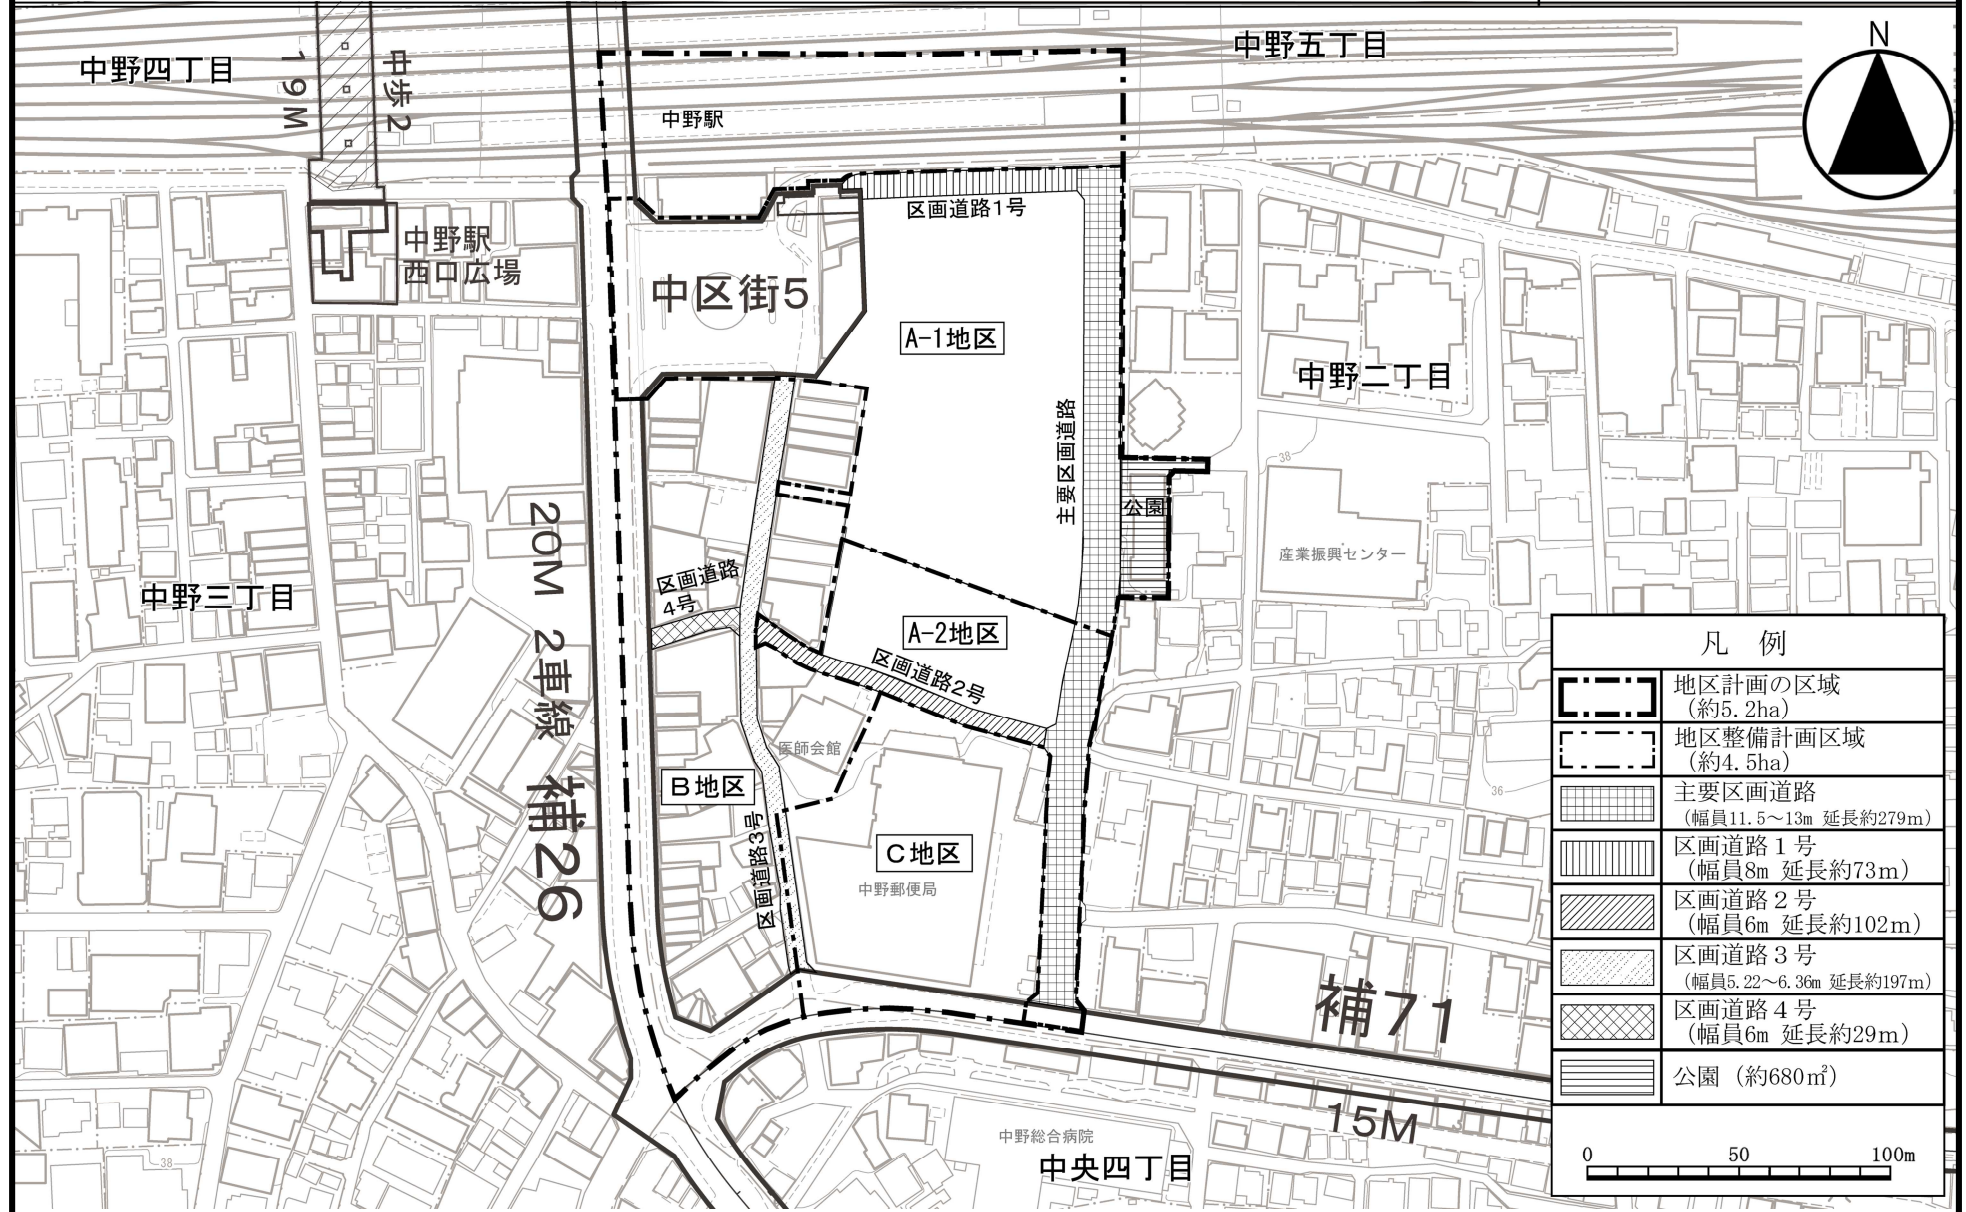 中野四丁目
中歩2
19M
中野五丁目
N
中野駅
区画道路1号
中野駅
西口広場
中区街5
A-1地区
中野二丁目
主要区画道路
公園
38
産業振興センター
20M 2車線 補26
中野三丁目
区画道路
4号
A-2地区
区画道路2号
医師会館
B地区
区画道路3号
C地区
中野郵便局
36
補71
15M
中野総合病院
中央四丁目
38
凡 例
地区計画の区域
(約5.2ha)
地区整備計画区域
(約4.5ha)
主要区画道路
(幅員11.5～13m 延長約279m)
区画道路1号
(幅員8m 延長約73m)
区画道路2号
(幅員6m 延長約102m)
区画道路3号
(幅員5.22～6.36m 延長約197m)
区画道路4号
(幅員6m 延長約29m)
公園 (約680㎡)
0 50 100m